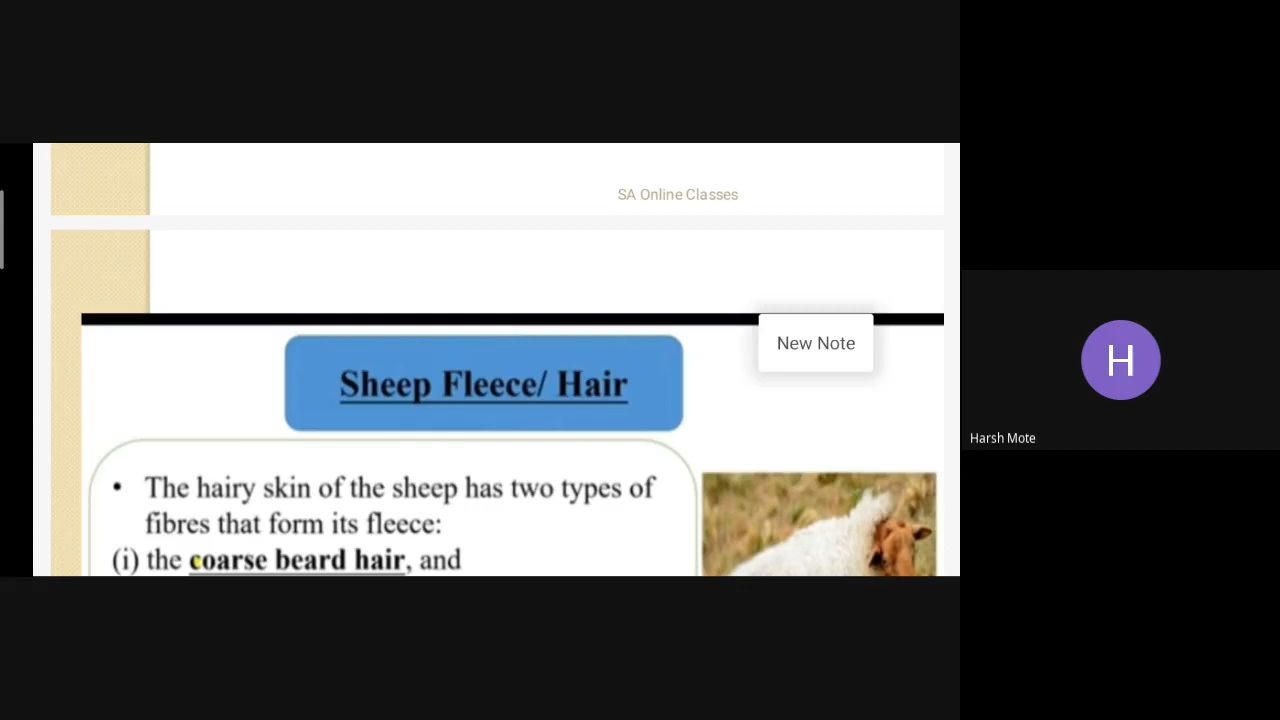 SA Online Classes
New Note
Sheep Fleece/ Hair
• The hairy skin of the sheep has two types of
fibres that form its fleece:
(i) the coarse beard hair, and
H
Harsh Mote